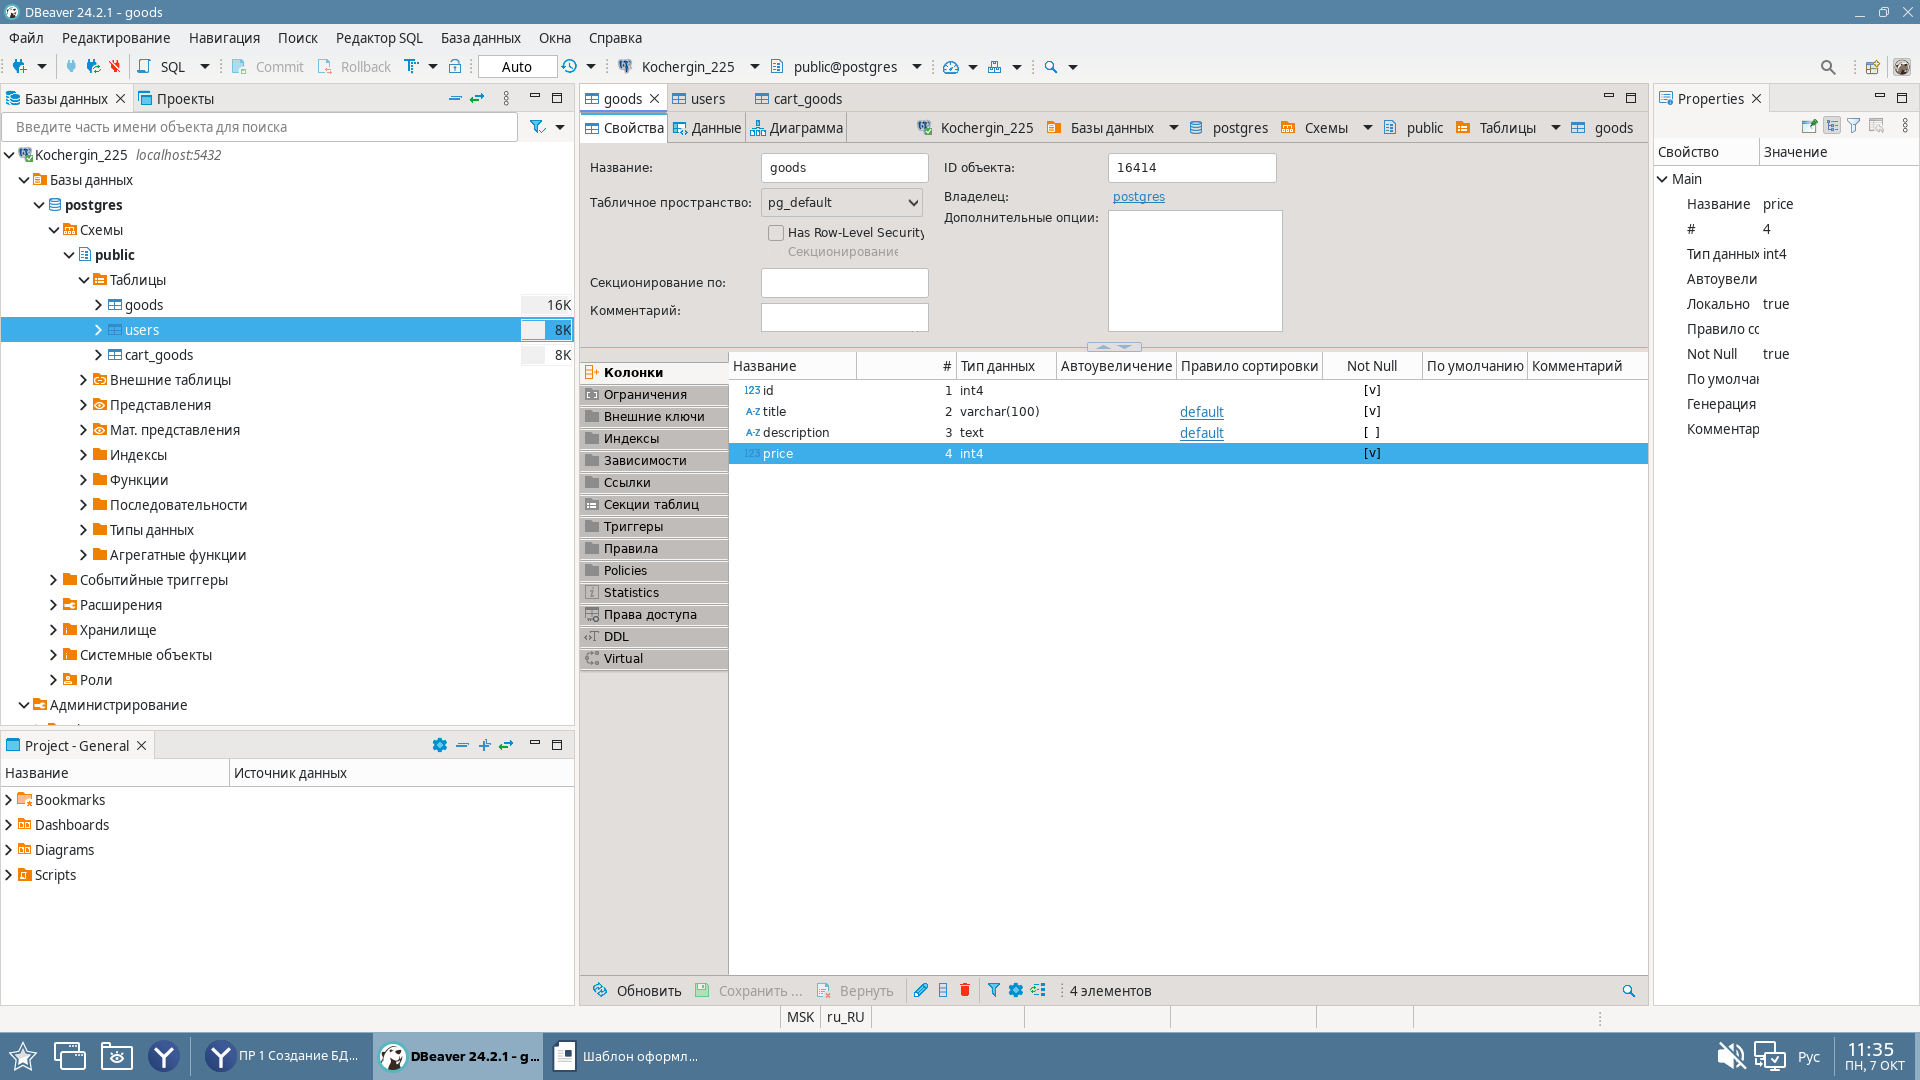 DBeaver 24.2.1 - goods
Файл Редактирование Навигация Поиск Редактор SQL База данных Окна Справка
SQL Commit Rollback Auto Kochergin_225 public@postgres
Базы данных Проекты
Введите часть имени объекта для поиска
Kochergin_225 localhost:5432
Базы данных
postgres
Схемы
public
Таблицы
goods 16K
users 8K
cart_goods 8K
Внешние таблицы
Представления
Мат. представления
Индексы
Функции
Последовательности
Типы данных
Агрегатные функции
Событийные триггеры
Расширения
Хранилище
Системные объекты
Роли
Администрирование
Project - General
Название Источник данных
Bookmarks
Dashboards
Diagrams
Scripts
goods users cart_goods
Свойства Данные Диаграмма Kochergin_225 Базы данных postgres Схемы public Таблицы goods
Название: goods
Табличное пространство: pg_default
Has Row-Level Security
Секционирование
Секционирование по:
Комментарий:
ID объекта: 16414
Владелец: postgres
Дополнительные опции:
Колонки
Ограничения
Внешние ключи
Индексы
Зависимости
Ссылки
Секции таблиц
Триггеры
Правила
Policies
Statistics
Права доступа
DDL
Virtual
Название # Тип данных Автоувеличение Правило сортировки Not Null По умолчанию Комментарий
123 id 1 int4 [v]
A-Z title 2 varchar(100) default [v]
A-Z description 3 text default [ ]
123 price 4 int4 [v]
Обновить Сохранить ... Вернуть 4 элементов
Properties
Свойство Значение
Main
Название price
# 4
Тип данных int4
Автоувели
Локально true
Правило сс
Not Null true
По умолчан
Генерация
Комментар
MSK ru_RU
ПР 1 Создание БД... DBeaver 24.2.1 - g... Шаблон оформл... Рус 11:35
ПН, 7 ОКТ